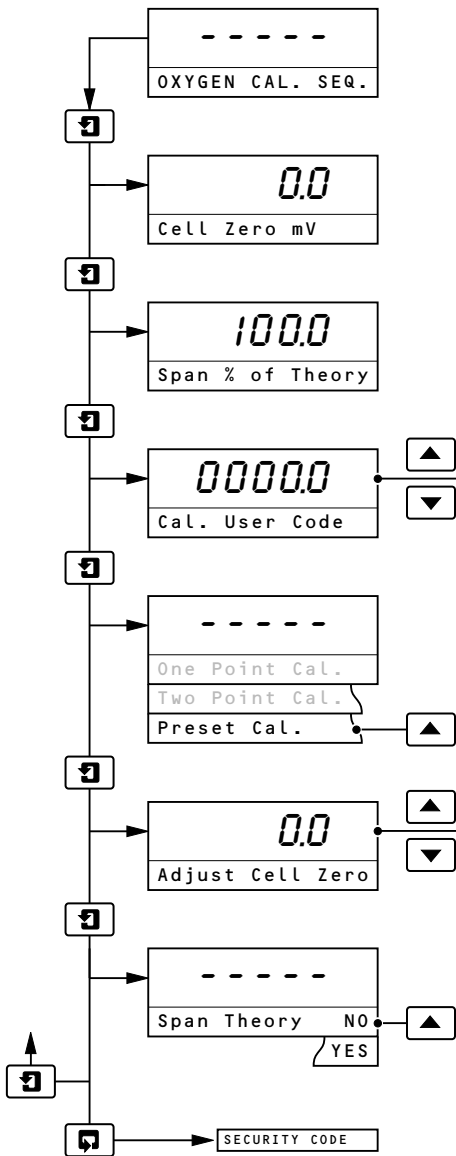 - - - - -
OXYGEN CAL. SEQ.
0.0
Cell Zero mV
100.0
Span % of Theory
0000.0
Cal. User Code
- - - - -
One Point Cal.
Two Point Cal.
Preset Cal.
0.0
Adjust Cell Zero
- - - - -
Span Theory NO
YES
SECURITY CODE